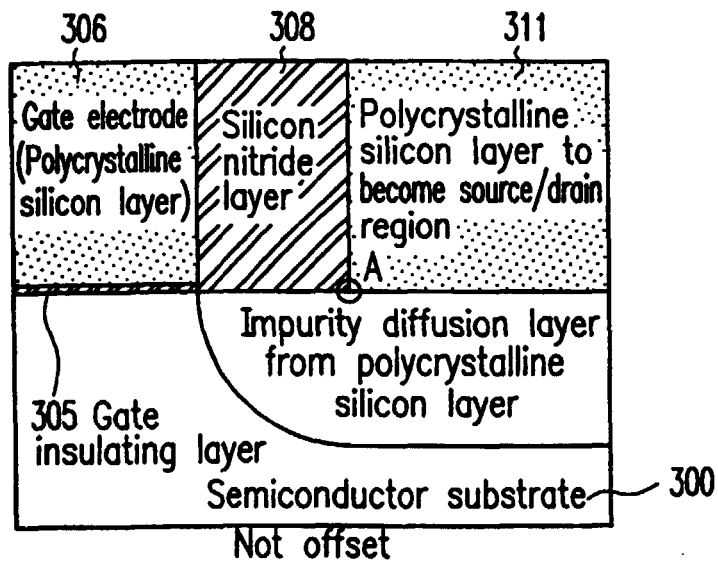 306
308
311
Gate electrode
(Polycrystalline
silicon layer)
Silicon
nitride
layer
Polycrystalline
silicon layer to
become source/drain
region
A
Impurity diffusion layer
from polycrystalline
silicon layer
305 Gate
insulating layer
Semiconductor substrate
300
Not offset